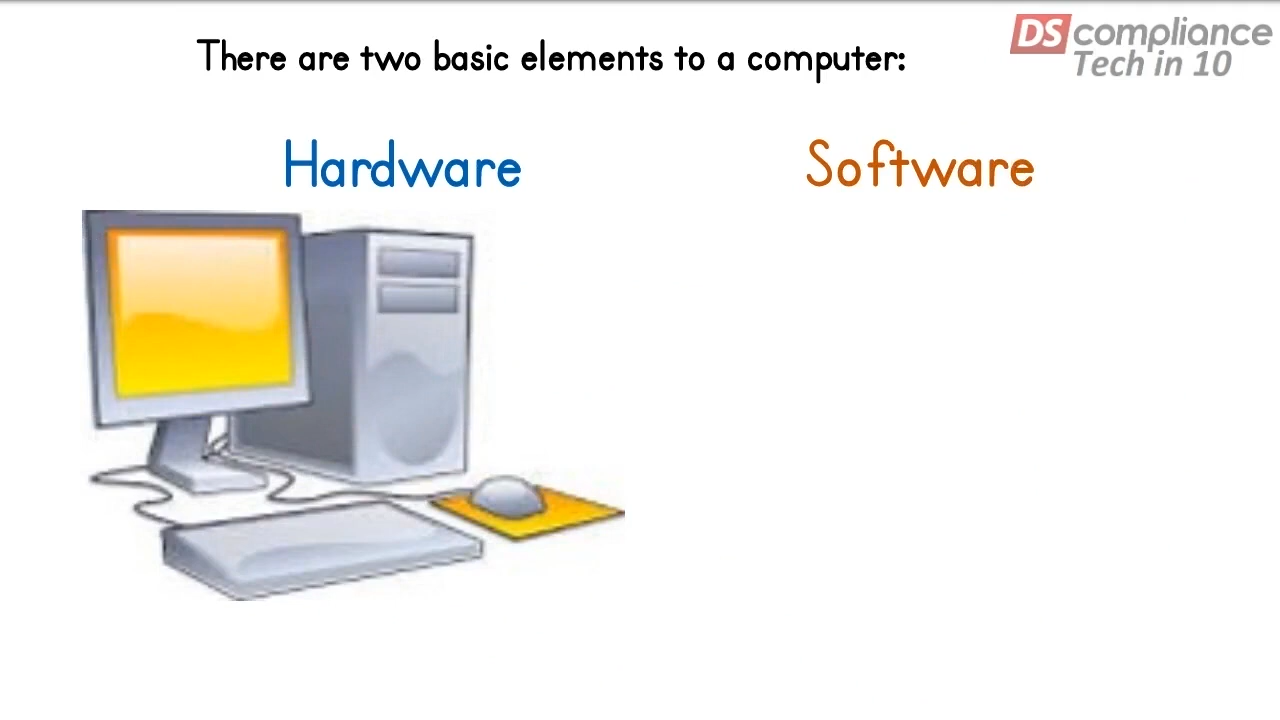 There are two basic elements to a computer:
DS compliance
Tech in 10
Hardware
Software